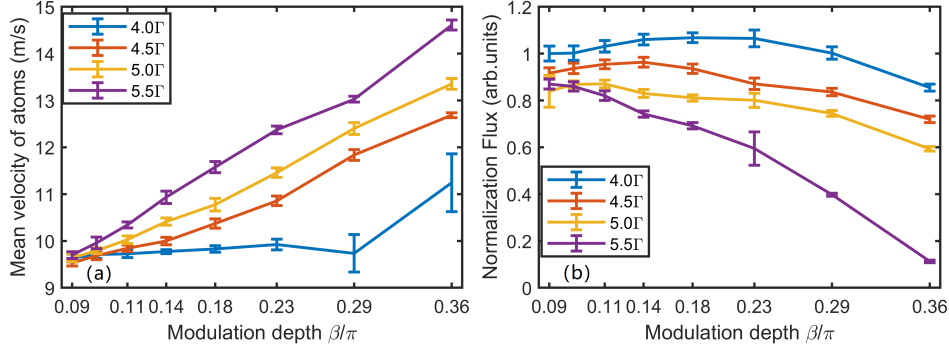 15
14
13
12
11
10
9
Mean velocity of atoms (m/s)
4.0Γ
4.5Γ
5.0Γ
5.5Γ
(a)
0.09 0.11 0.14 0.18 0.23 0.29 0.36
Modulation depth β/π
1.2
1
0.8
0.6
0.4
0.2
0
Normalization Flux (arb.units)
4.0Γ
4.5Γ
5.0Γ
5.5Γ
(b)
0.09 0.11 0.14 0.18 0.23 0.29 0.36
Modulation depth β/π